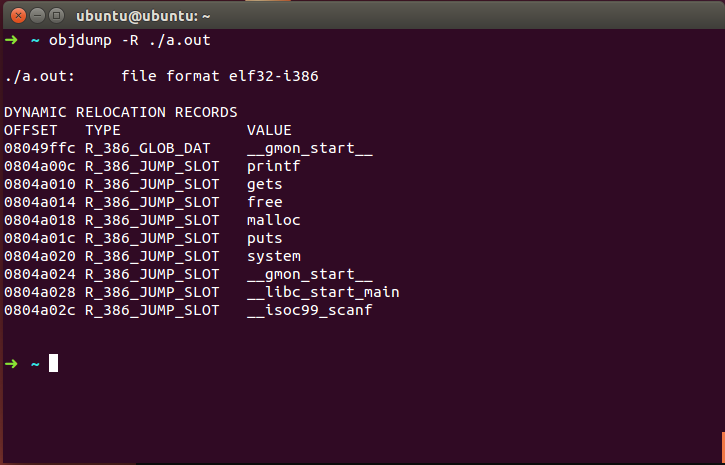 ubuntu@ubuntu: ~
➜ ~ objdump -R ./a.out
./a.out: file format elf32-i386
DYNAMIC RELOCATION RECORDS
OFFSET TYPE VALUE
08049ffc R_386_GLOB_DAT __gmon_start__
0804a00c R_386_JUMP_SLOT printf
0804a010 R_386_JUMP_SLOT gets
0804a014 R_386_JUMP_SLOT free
0804a018 R_386_JUMP_SLOT malloc
0804a01c R_386_JUMP_SLOT puts
0804a020 R_386_JUMP_SLOT system
0804a024 R_386_JUMP_SLOT __gmon_start__
0804a028 R_386_JUMP_SLOT __libc_start_main
0804a02c R_386_JUMP_SLOT __isoc99_scanf
➜ ~